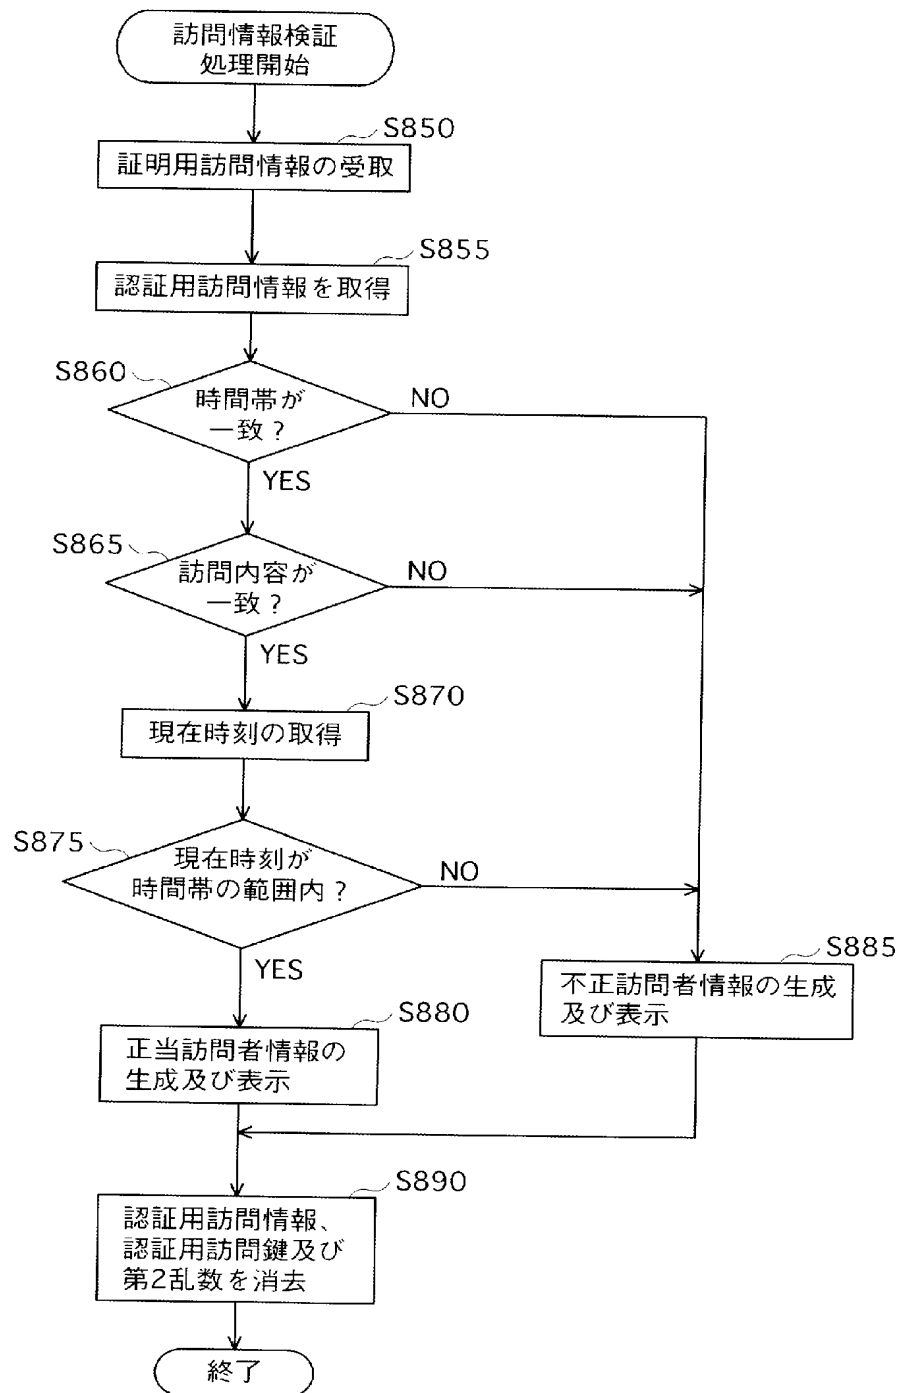 訪問情報検証
処理開始
S850
証明用訪問情報の受取
S855
認証用訪問情報を取得
S860
時間帯が
一致？
NO
YES
S865
訪問内容が
一致？
NO
YES
S870
現在時刻の取得
S875
現在時刻が
時間帯の範囲内？
NO
YES
S885
不正訪問者情報の生成
及び表示
S880
正当訪問者情報の
生成及び表示
S890
認証用訪問情報、
認証用訪問鍵及び
第2乱数を消去
終了